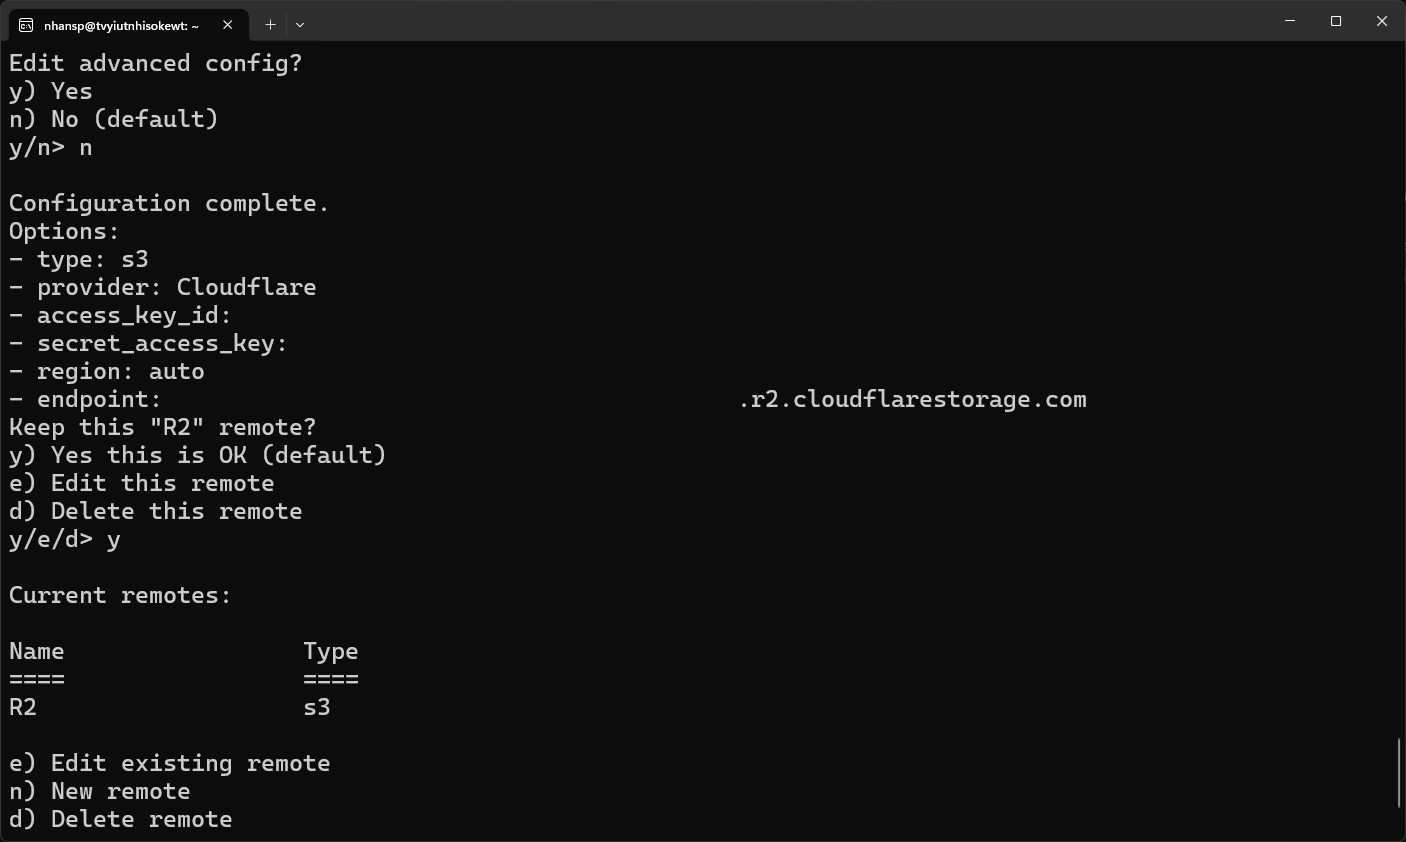 nhansp@tvyiutnhisokewt: ~
Edit advanced config?
y) Yes
n) No (default)
y/n> n
Configuration complete.
Options:
- type: s3
- provider: Cloudflare
- access_key_id:
- secret_access_key:
- region: auto
- endpoint: .r2.cloudflarestorage.com
Keep this "R2" remote?
y) Yes this is OK (default)
e) Edit this remote
d) Delete this remote
y/e/d> y
Current remotes:
Name Type
==== ====
R2 s3
e) Edit existing remote
n) New remote
d) Delete remote